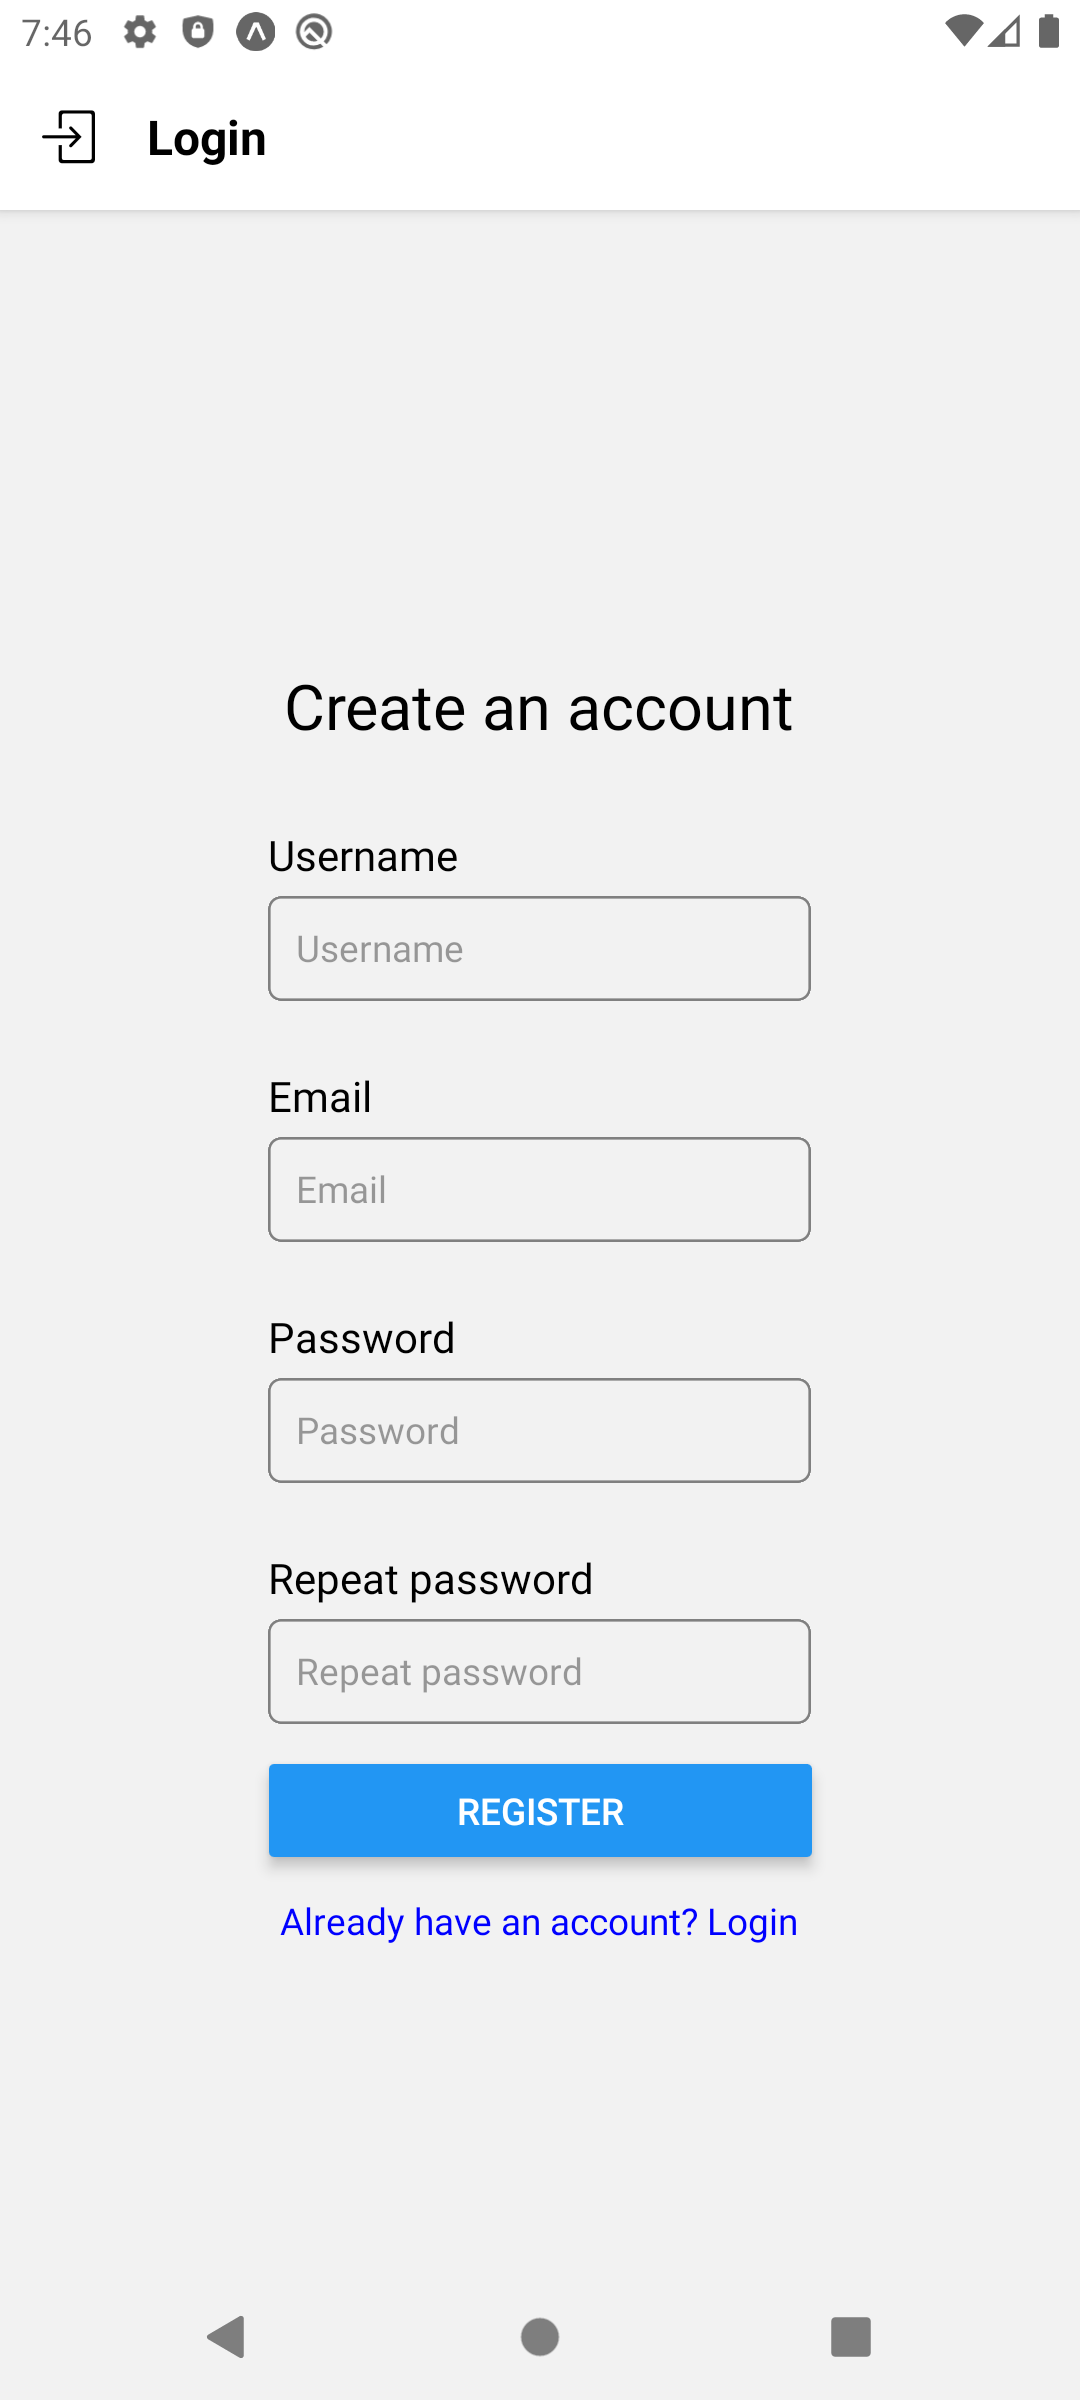 7:46
Login
Create an account
Username
Username
Email
Email
Password
Password
Repeat password
Repeat password
REGISTER
Already have an account? Login